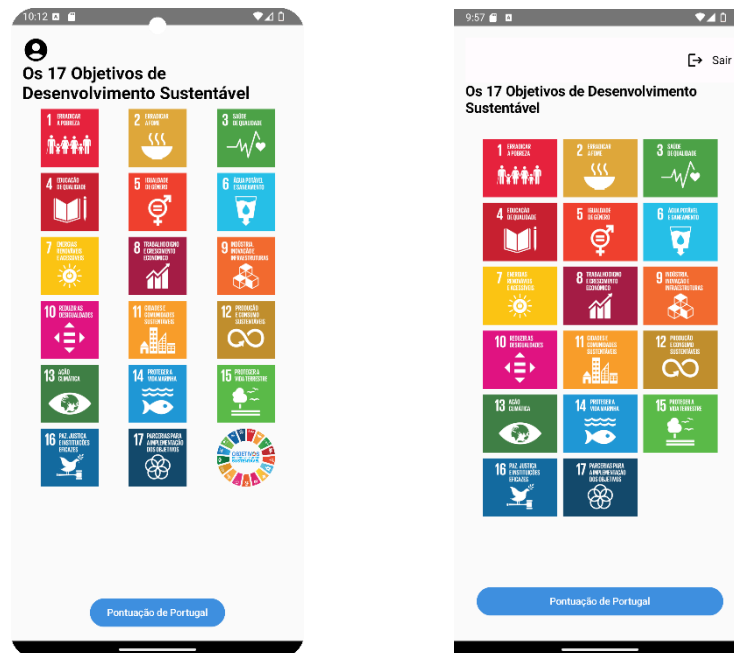 10:12
Os 17 Objetivos de
Desenvolvimento Sustentável
1 ERRADICAR
A POBREZA
2 ERRADICAR
A FOME
3 SAÚDE
DE QUALIDADE
4 EDUCAÇÃO
DE QUALIDADE
5 IGUALDADE
DE GÉNERO
6 ÁGUA POTÁVEL
E SANEAMENTO
7 ENERGIAS
RENOVÁVEIS
E ACESSÍVEIS
8 TRABALHO DIGNO
E CRESCIMENTO
ECONÓMICO
9 INDÚSTRIA,
INOVAÇÃO E
INFRAESTRUTURAS
10 REDUZIR AS
DESIGUALDADES
11 CIDADES E
COMUNIDADES
SUSTENTÁVEIS
12 PRODUÇÃO
E CONSUMO
SUSTENTÁVEIS
13 AÇÃO
CLIMÁTICA
14 PROTEGER A
VIDA MARINHA
15 PROTEGER A
VIDA TERRESTRE
16 PAZ, JUSTIÇA
E INSTITUIÇÕES
EFICAZES
17 PARCERIAS PARA
A IMPLEMENTAÇÃO
DOS OBJETIVOS
OBJETIVOS
Pontuação de Portugal
9:57
Sair
Os 17 Objetivos de Desenvolvimento
Sustentável
1 ERRADICAR
A POBREZA
2 ERRADICAR
A FOME
3 SAÚDE
DE QUALIDADE
4 EDUCAÇÃO
DE QUALIDADE
5 IGUALDADE
DE GÉNERO
6 ÁGUA POTÁVEL
E SANEAMENTO
7 ENERGIAS
RENOVÁVEIS
E ACESSÍVEIS
8 TRABALHO DIGNO
E CRESCIMENTO
ECONÓMICO
9 INDÚSTRIA,
INOVAÇÃO E
INFRAESTRUTURAS
10 REDUZIR AS
DESIGUALDADES
11 CIDADES E
COMUNIDADES
SUSTENTÁVEIS
12 PRODUÇÃO
E CONSUMO
SUSTENTÁVEIS
13 AÇÃO
CLIMÁTICA
14 PROTEGER A
VIDA MARINHA
15 PROTEGER A
VIDA TERRESTRE
16 PAZ, JUSTIÇA
E INSTITUIÇÕES
EFICAZES
17 PARCERIAS PARA
A IMPLEMENTAÇÃO
DOS OBJETIVOS
Pontuação de Portugal